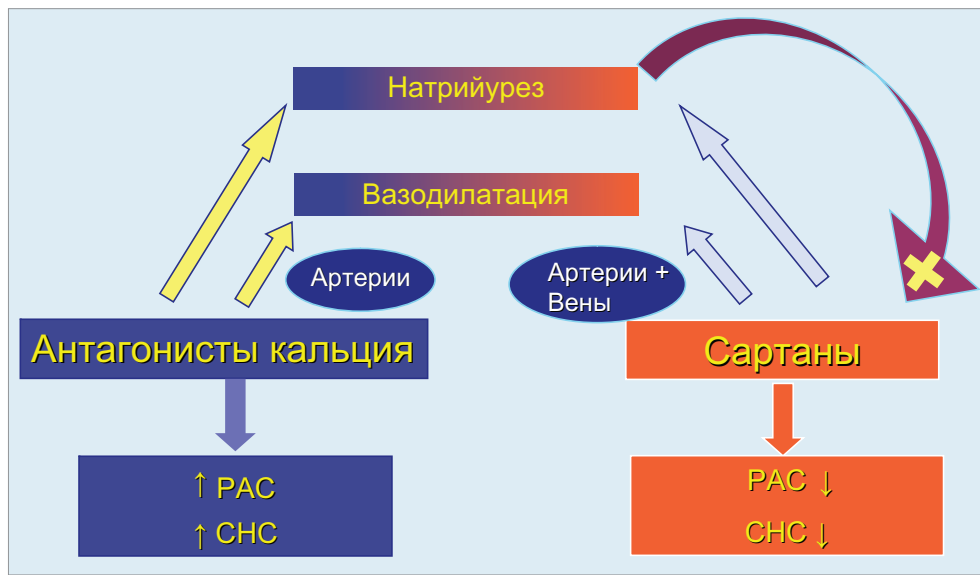 Натрийурез
Вазодилатация
Артерии
Артерии +
Вены
Антагонисты кальция
Сартаны
↑ РАС
↑ СНС
РАС ↓
СНС ↓